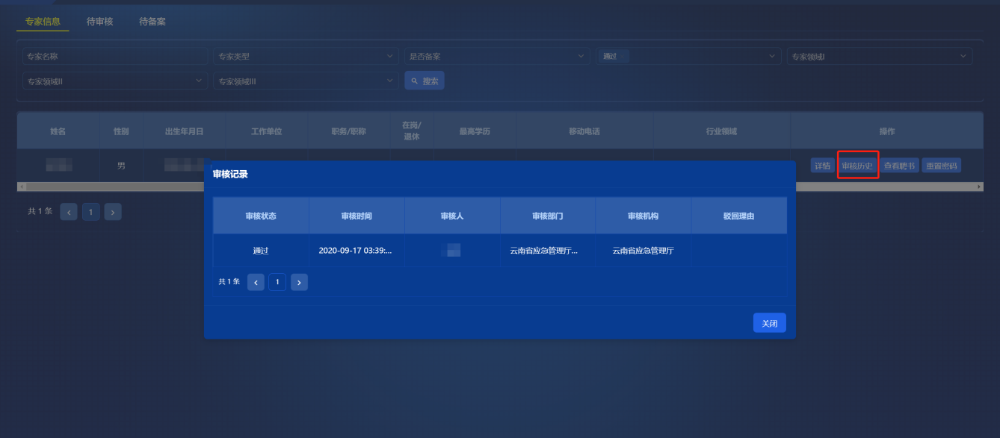 专家信息 待审核 待备案
专家名称 专家类型 是否备案 通过 专家领域I
专家领域II 专家领域III 搜索
姓名 性别 出生年月日 工作单位 职务/职称 在岗/ 最高学历 移动电话 行业领域 操作
退休
男 详情 审核历史 查看聘书 重置密码
审核记录
审核状态 审核时间 审核人 审核部门 审核机构 驳回理由
通过 2020-09-17 03:39:... 云南省应急管理厅... 云南省应急管理厅
共 1 条 1
共 1 条 1
关闭